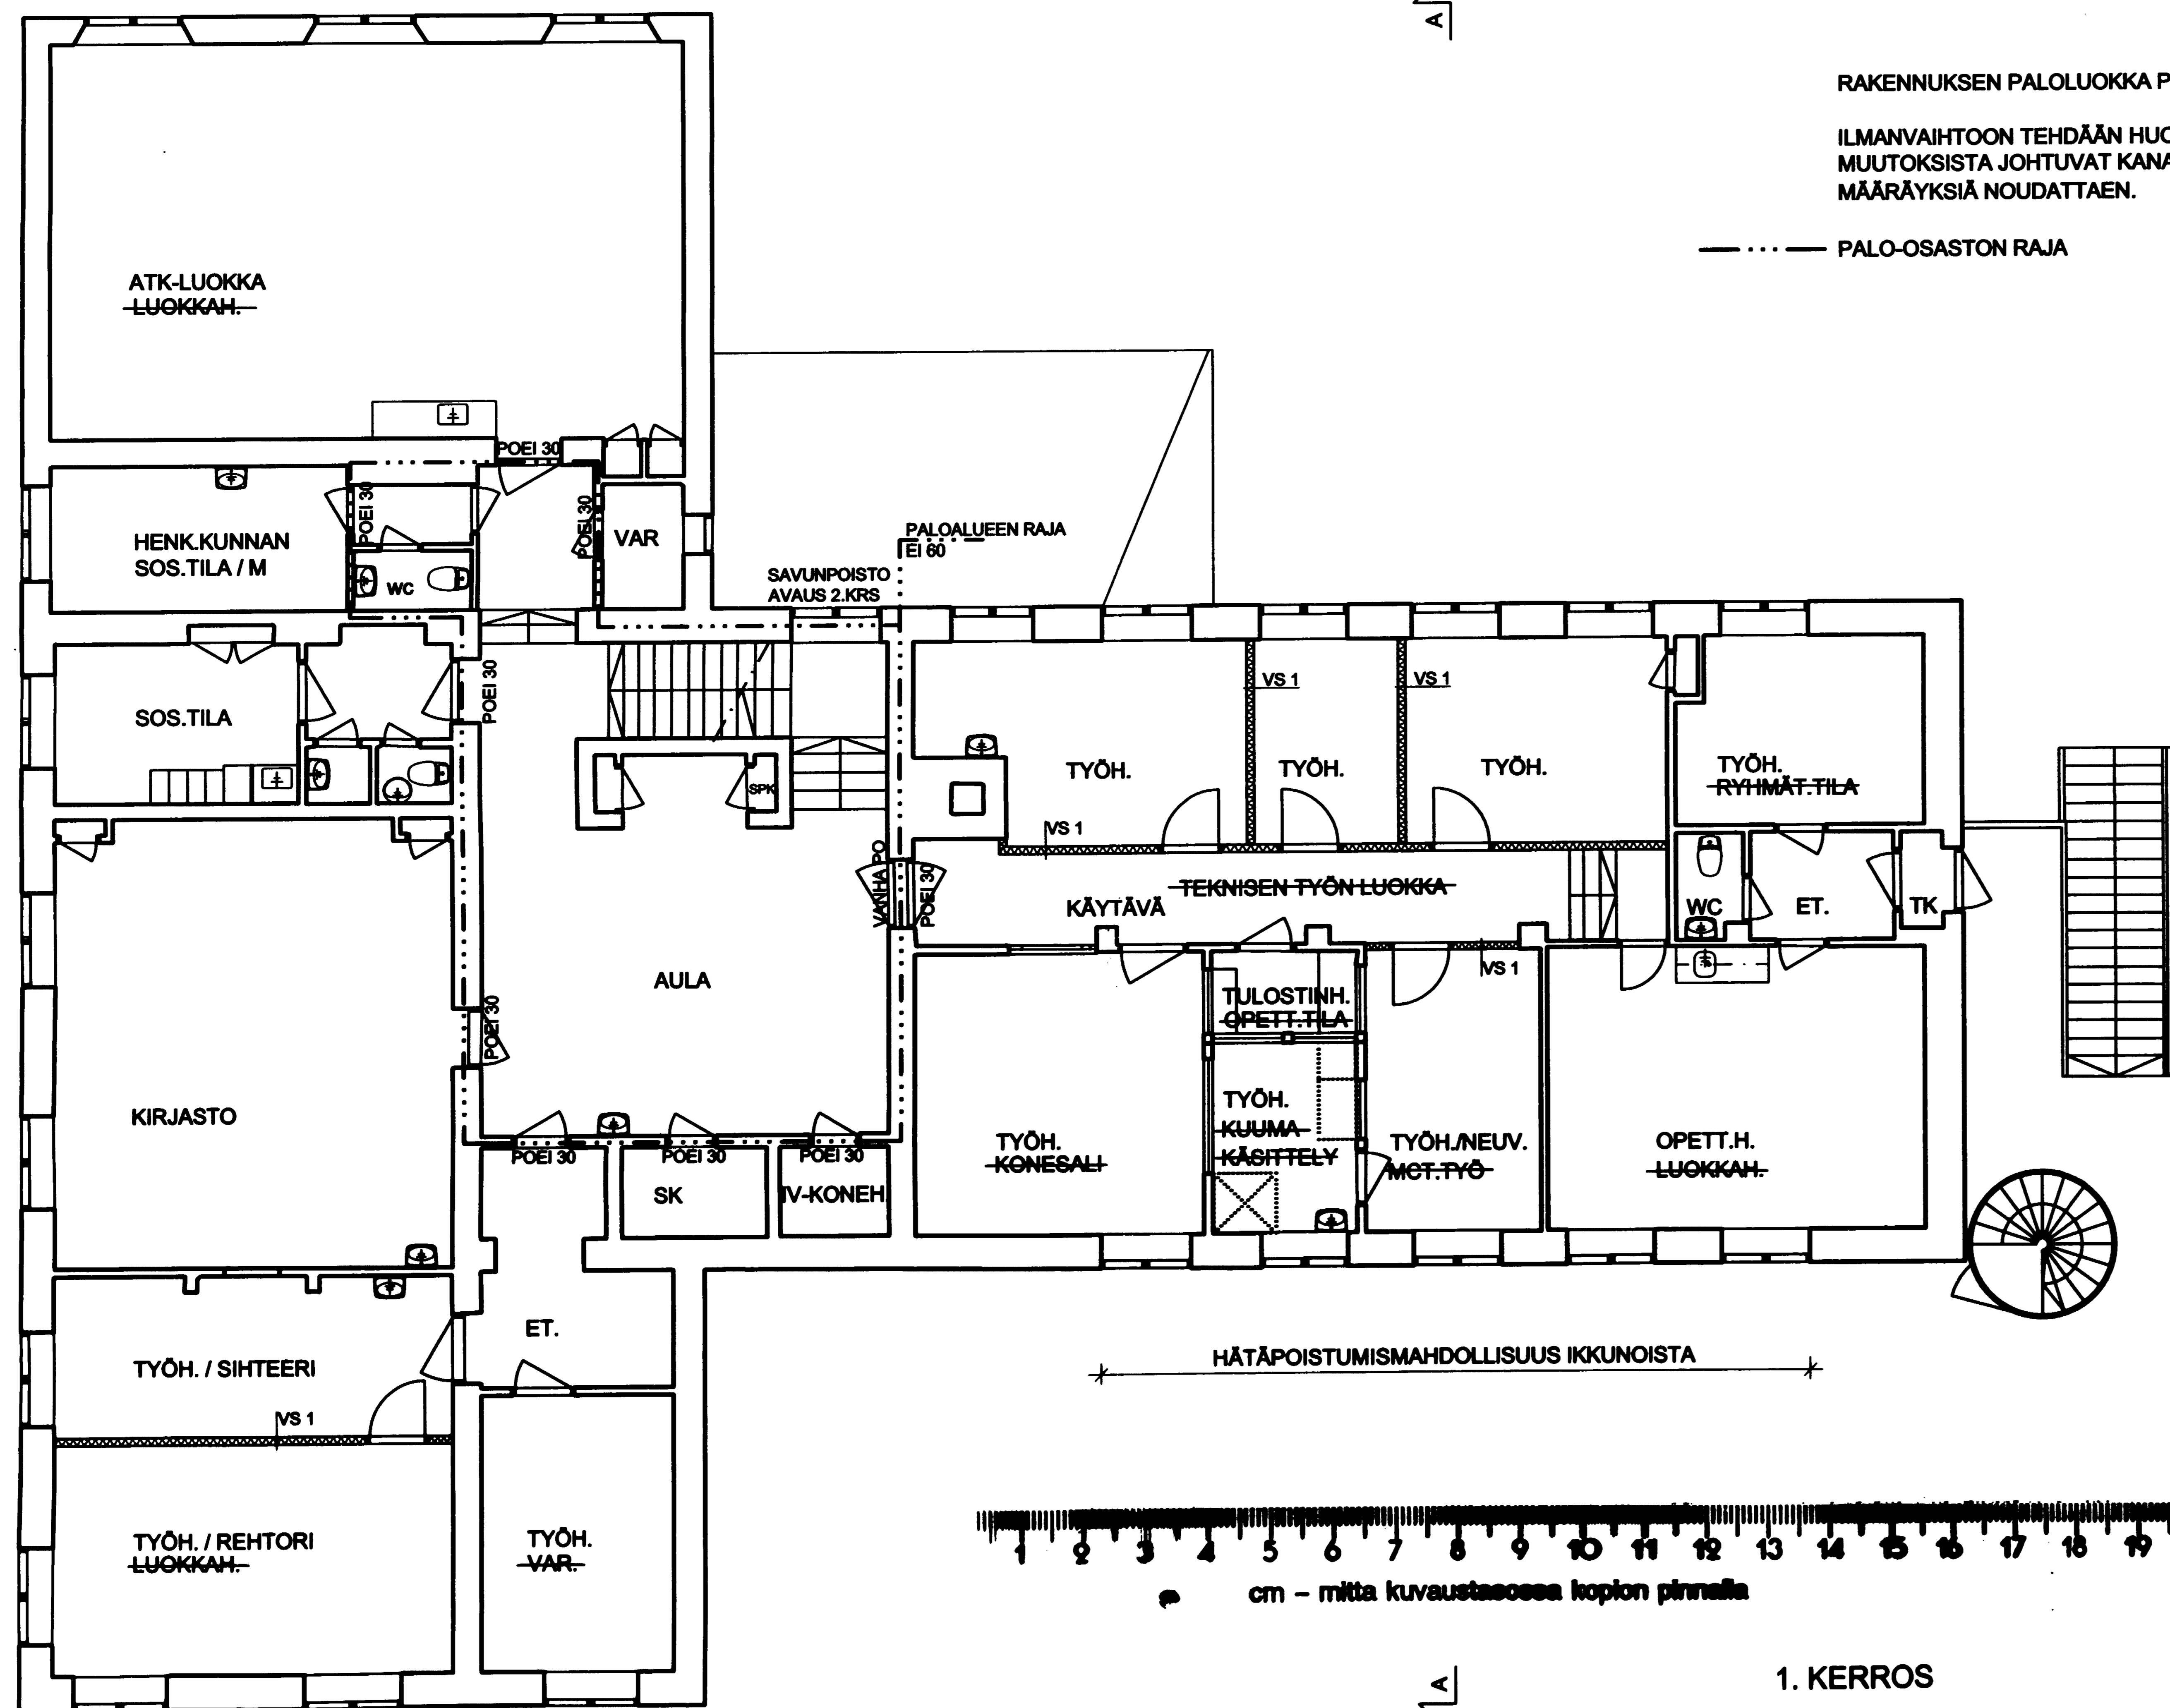 A
RAKENNUKSEN PALOLUOKKA P
ILMANVAIHTOON TEHDÄÄN HUO
MUUTOKSISTA JOHTUVAT KANA
MÄÄRÄYKSIÄ NOUDATTAEN.
PALO-OSASTON RAJA
ATK-LUOKKA
LUOKKAH.
POEI 30
POEI 30
POEI 30
HENK.KUNNAN
SOS.TILA / M
WC
VAR
PALOALUEEN RAJA
EI 60
SAVUNPOISTO
AVAUS 2.KRS
POEI 30
SOS.TILA
SPK
VS 1
VS 1
TYÖH.
TYÖH.
TYÖH.
TYÖH.
RYHMÄT.TILA
VS 1
VANHA PO
POEI 30
TEKNISEN TYÖN LUOKKA
KÄYTÄVÄ
WC
ET.
TK
AULA
VS 1
TULOSTINH.
OPETT.TILA
POEI 30
KIRJASTO
TYÖH.
KUUMA
KÄSITTELY
TYÖH.
KONESALI
TYÖH./NEUV.
MCT.TYÖ
OPETT.H.
LUOKKAH.
POEI 30
POEI 30
POEI 30
SK
IV-KONEH.
ET.
HÄTÄPOISTUMISMAHDOLLISUUS IKKUNOISTA
TYÖH. / SIHTEERI
VS 1
TYÖH. / REHTORI
LUOKKAH.
TYÖH.
VAR.
1 2 3 4 5 6 7 8 9 10 11 12 13 14 15 16 17 18 19
cm – mitta kuvaustasossa kopion pinnalla
A
1. KERROS